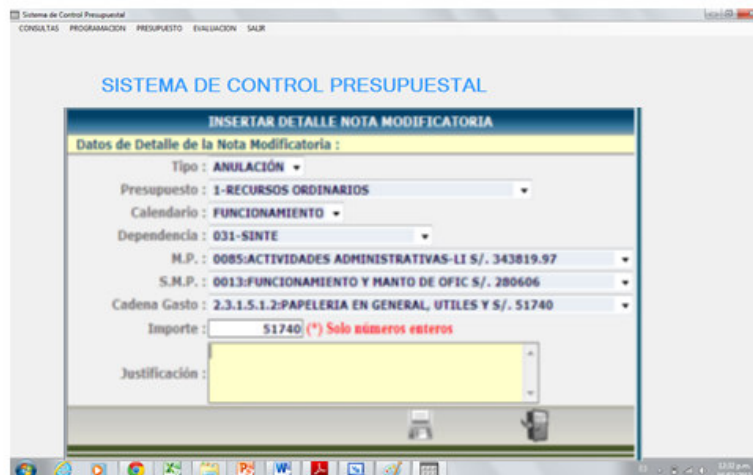 Sistema de Control Presupuestal
CONSULTAS PROGRAMACION PRESUPUESTO EVALUACION SALIR
SISTEMA DE CONTROL PRESUPUESTAL
INSERTAR DETALLE NOTA MODIFICATORIA
Datos de Detalle de la Nota Modificatoria :
Tipo : ANULACIÓN
Presupuesto : 1-RECURSOS ORDINARIOS
Calendario : FUNCIONAMIENTO
Dependencia : 031-SINTE
M.P. : 0085:ACTIVIDADES ADMINISTRATIVAS-LI S/. 343819.97
S.M.P. : 0013:FUNCIONAMIENTO Y MANTO DE OFIC S/. 280606
Cadena Gasto : 2.3.1.5.1.2:PAPELERIA EN GENERAL, UTILES Y S/. 51740
Importe : 51740 (*) Solo números enteros
Justificación :